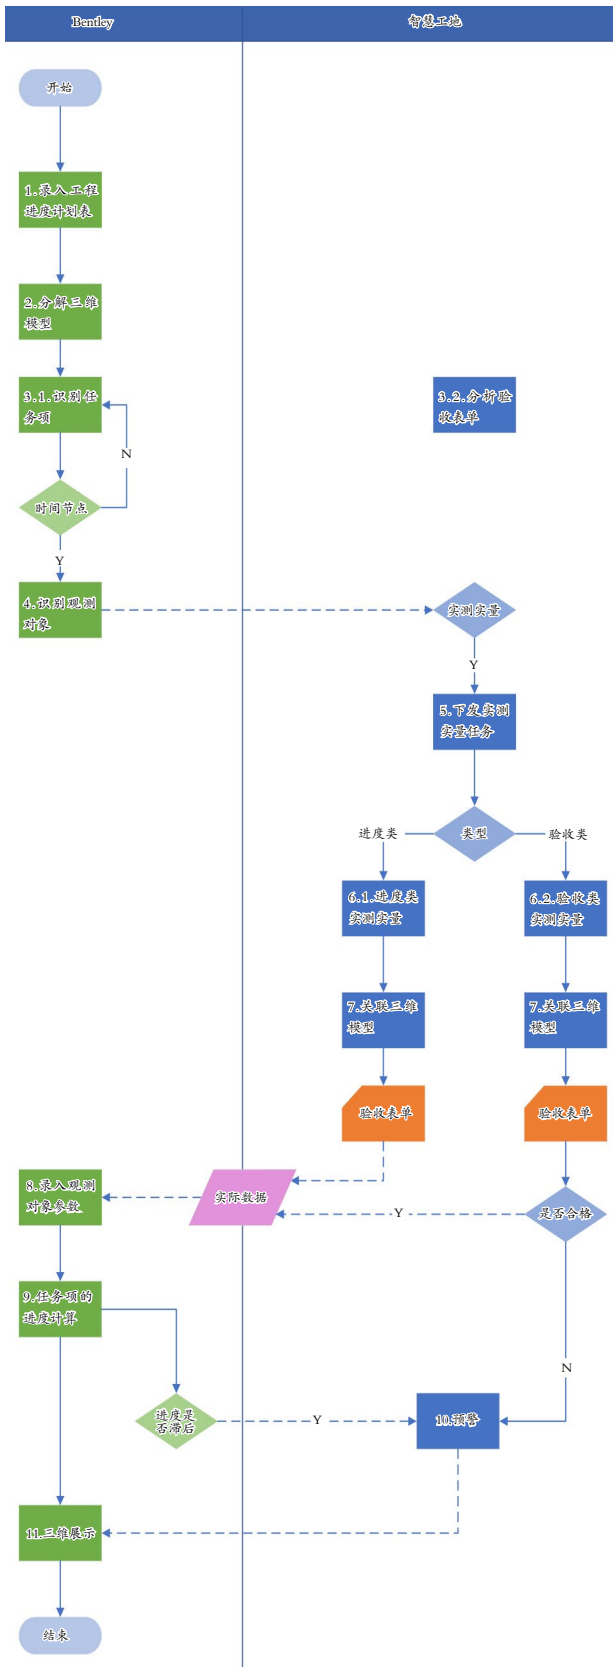 Bentley
智慧工地
开始
1.录入工程
进度计划表
2.分解三维
模型
3.1.识别任
务项
3.2.分析验
收表单
N
时间节点
Y
4.识别观测
对象
实测实量
Y
5.下发实测
实量任务
进度类
类型
验收类
6.1.进度类
实测实量
6.2.验收类
实测实量
7.关联三维
模型
7.关联三维
模型
验收表单
验收表单
8.录入观测
对象参数
实际数据
Y
是否合格
9.任务项的
进度计算
N
进度是
否滞后
Y
10.预警
11.三维展示
结束